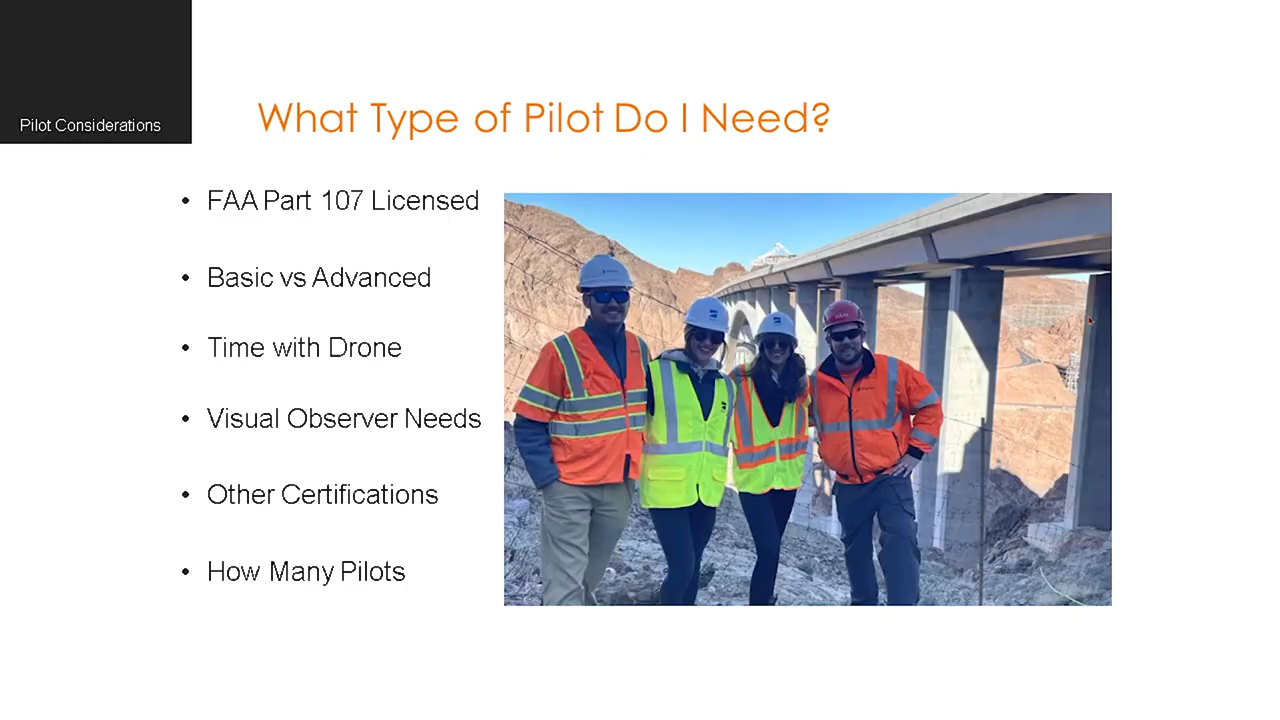 Pilot Considerations
What Type of Pilot Do I Need?
• FAA Part 107 Licensed
• Basic vs Advanced
• Time with Drone
• Visual Observer Needs
• Other Certifications
• How Many Pilots